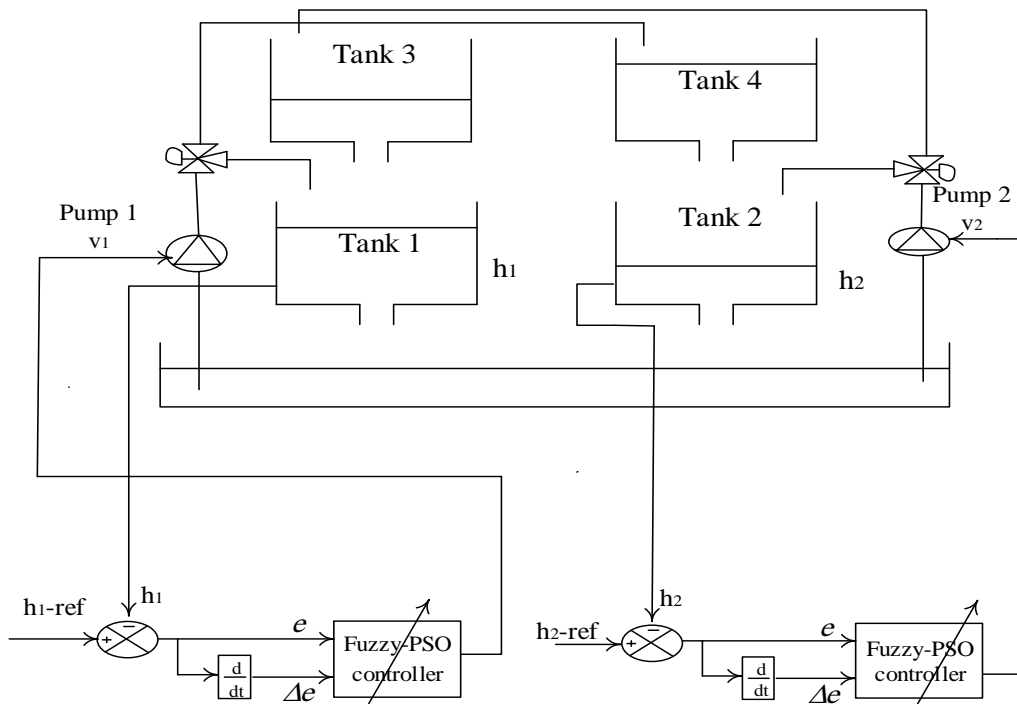 Tank 3
Tank 4
Pump 1
v1
Tank 1
h1
Tank 2
h2
Pump 2
v2
h1-ref
h1
+
−
e
d
dt
Δe
Fuzzy-PSO
controller
h2-ref
h2
+
−
e
d
dt
Δe
Fuzzy-PSO
controller